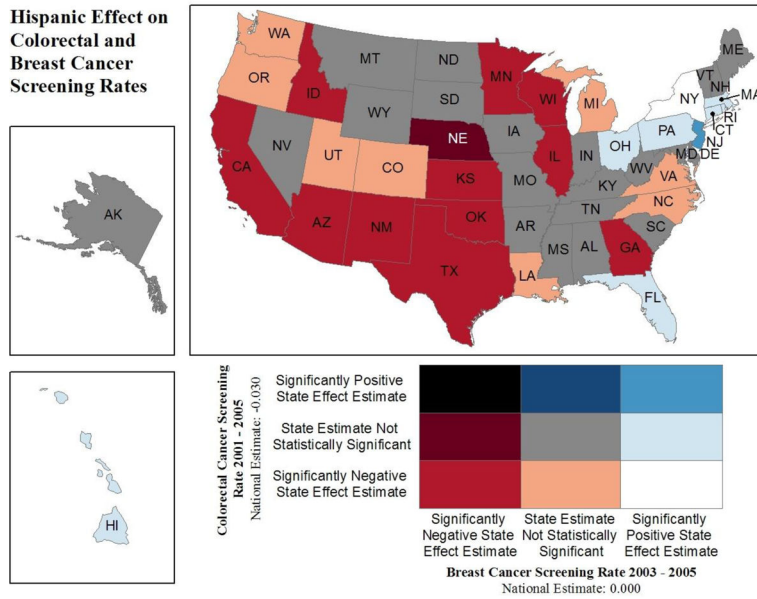 Hispanic Effect on
Colorectal and
Breast Cancer
Screening Rates
AK
HI
WA
OR
CA
ID
NV
MT
WY
UT
CO
AZ
NM
ND
SD
NE
KS
OK
TX
MN
IA
MO
AR
LA
WI
IL
MI
IN
OH
KY
TN
MS
AL
GA
FL
SC
NC
VA
WV
PA
NY
VT
NH
ME
MA
RI
CT
NJ
MD
DE
Colorectal Cancer Screening
Rate 2001 - 2005
National Estimate: -0.030
Significantly Positive
State Effect Estimate
State Estimate Not
Statistically Significant
Significantly Negative
State Effect Estimate
Significantly
Negative State
Effect Estimate
State Estimate
Not Statistically
Significant
Significantly
Positive State
Effect Estimate
Breast Cancer Screening Rate 2003 - 2005
National Estimate: 0.000